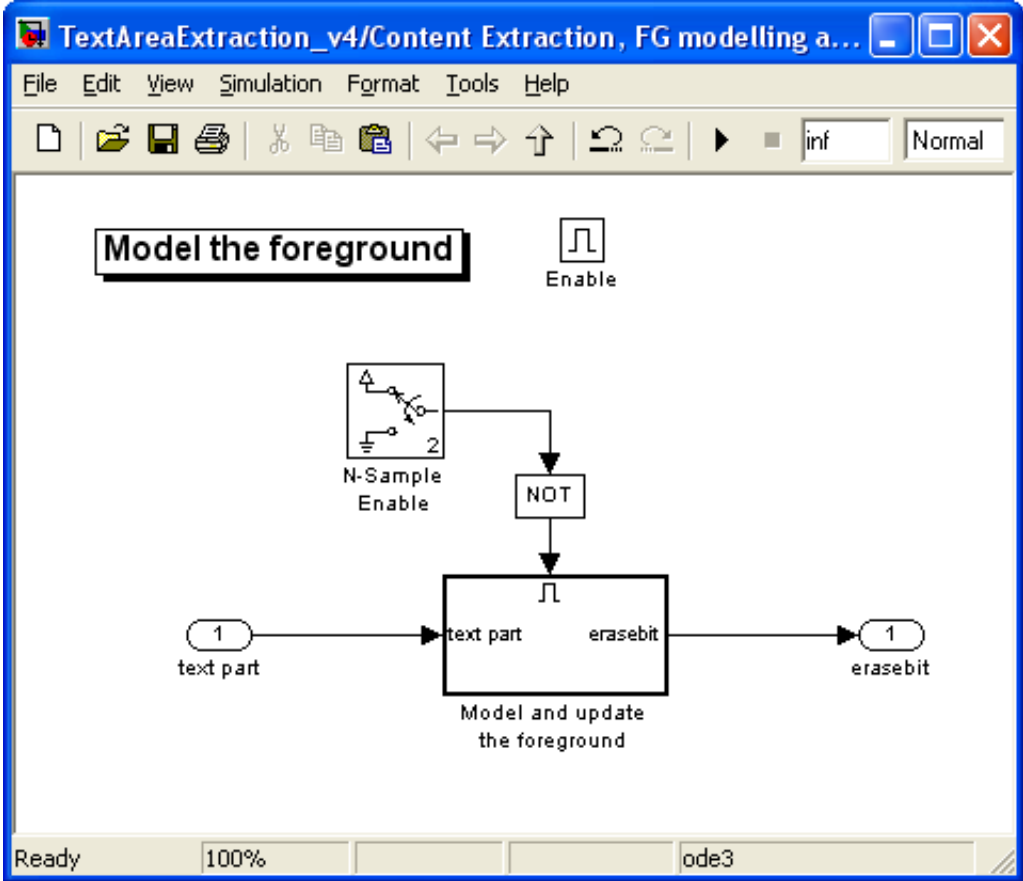 TextAreaExtraction_v4/Content Extraction, FG modelling a...
File Edit View Simulation Format Tools Help
inf Normal
Model the foreground
Enable
2
N-Sample
Enable
NOT
1 text part erasebit 1
text part erasebit
Model and update
the foreground
Ready 100% ode3